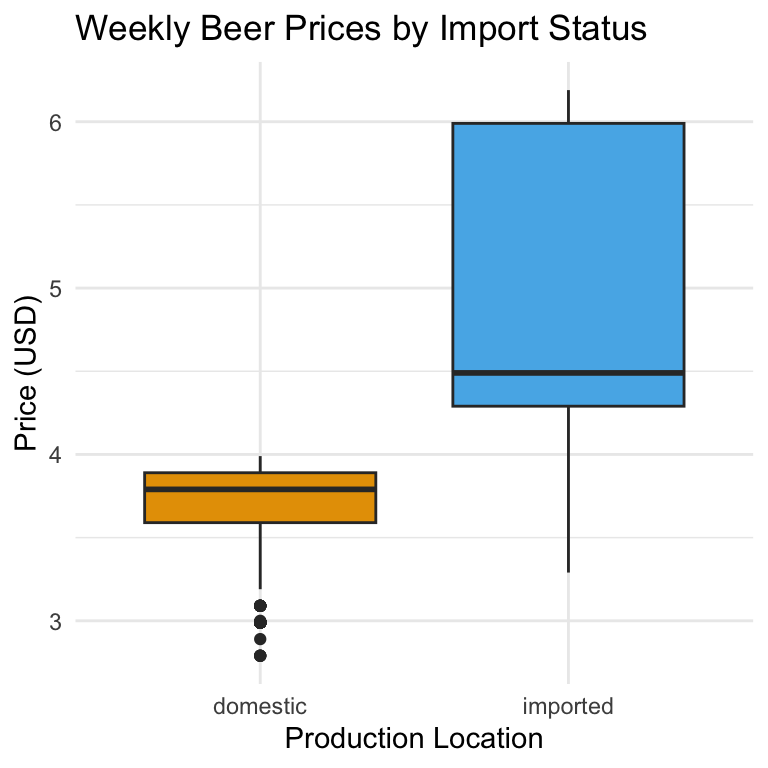 Weekly Beer Prices by Import Status
Price (USD)
6
5
4
3
domestic
imported
Production Location